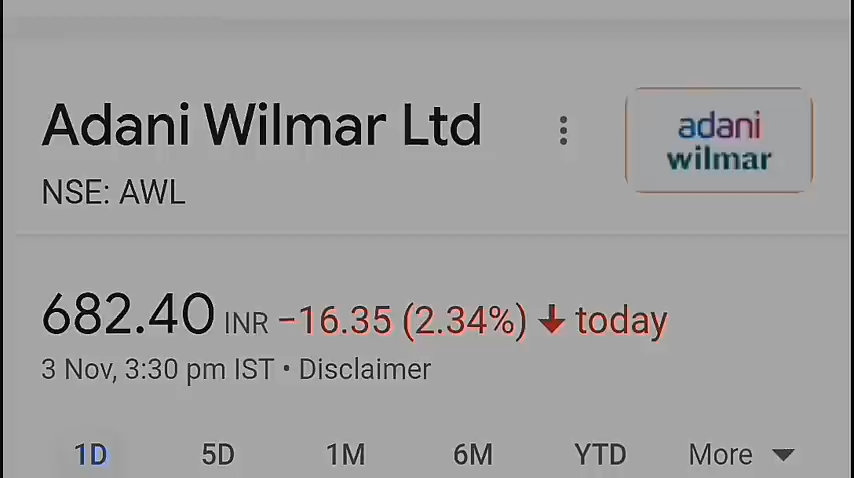 Adani Wilmar Ltd
adani
wilmar
NSE: AWL
682.40 INR −16.35 (2.34%) ↓ today
3 Nov, 3:30 pm IST • Disclaimer
1D 5D 1M 6M YTD More